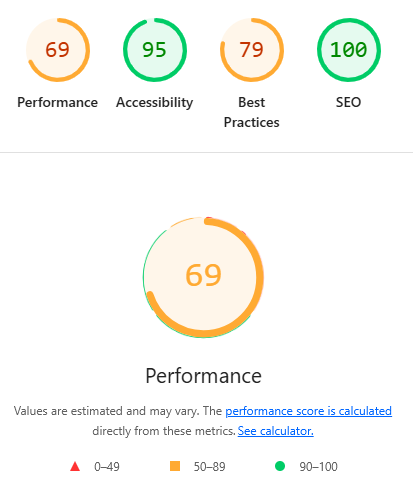 69 95 79 100
Performance Accessibility Best Practices SEO
69
Performance
Values are estimated and may vary. The performance score is calculated
directly from these metrics. See calculator.
0–49 50–89 90–100